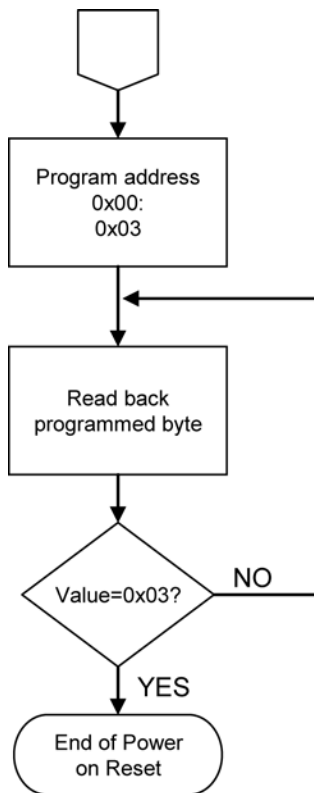 Program address
0x00:
0x03
Read back
programmed byte
Value=0x03?
NO
YES
End of Power
on Reset